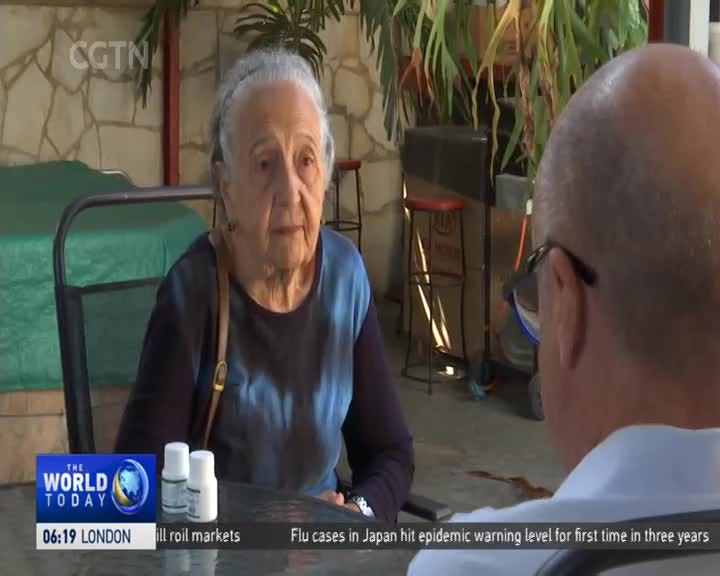 CGTN
THE
WORLD
TODAY
06:19 LONDON
ill roil markets Flu cases in Japan hit epidemic warning level for first time in three years